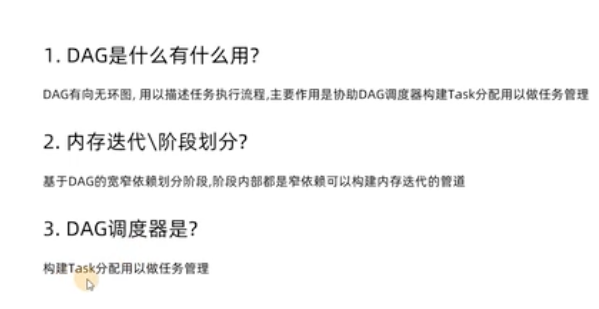 1. DAG是什么有什么用?
DAG有向无环图, 用以描述任务执行流程,主要作用是协助DAG调度器构建Task分配用以做任务管理
2. 内存迭代\阶段划分?
基于DAG的宽窄依赖划分阶段,阶段内部都是窄依赖可以构建内存迭代的管道
3. DAG调度器是?
构建Task分配用以做任务管理